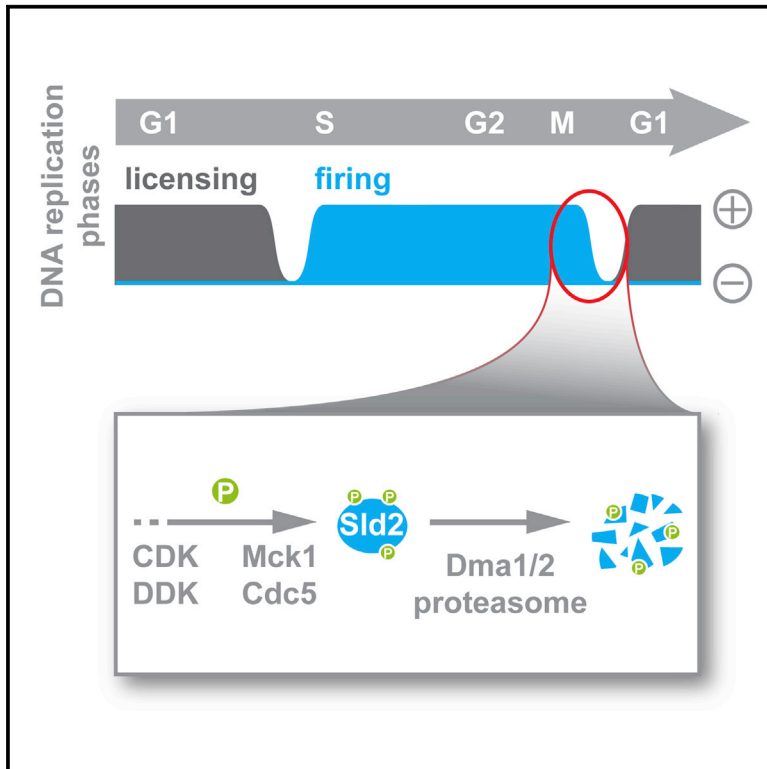 G1 S G2 M G1
DNA replication
phases
licensing firing
+
−
P
P P
Sld2
P
CDK Mck1
DDK Cdc5
Dma1/2
proteasome
P
P
P